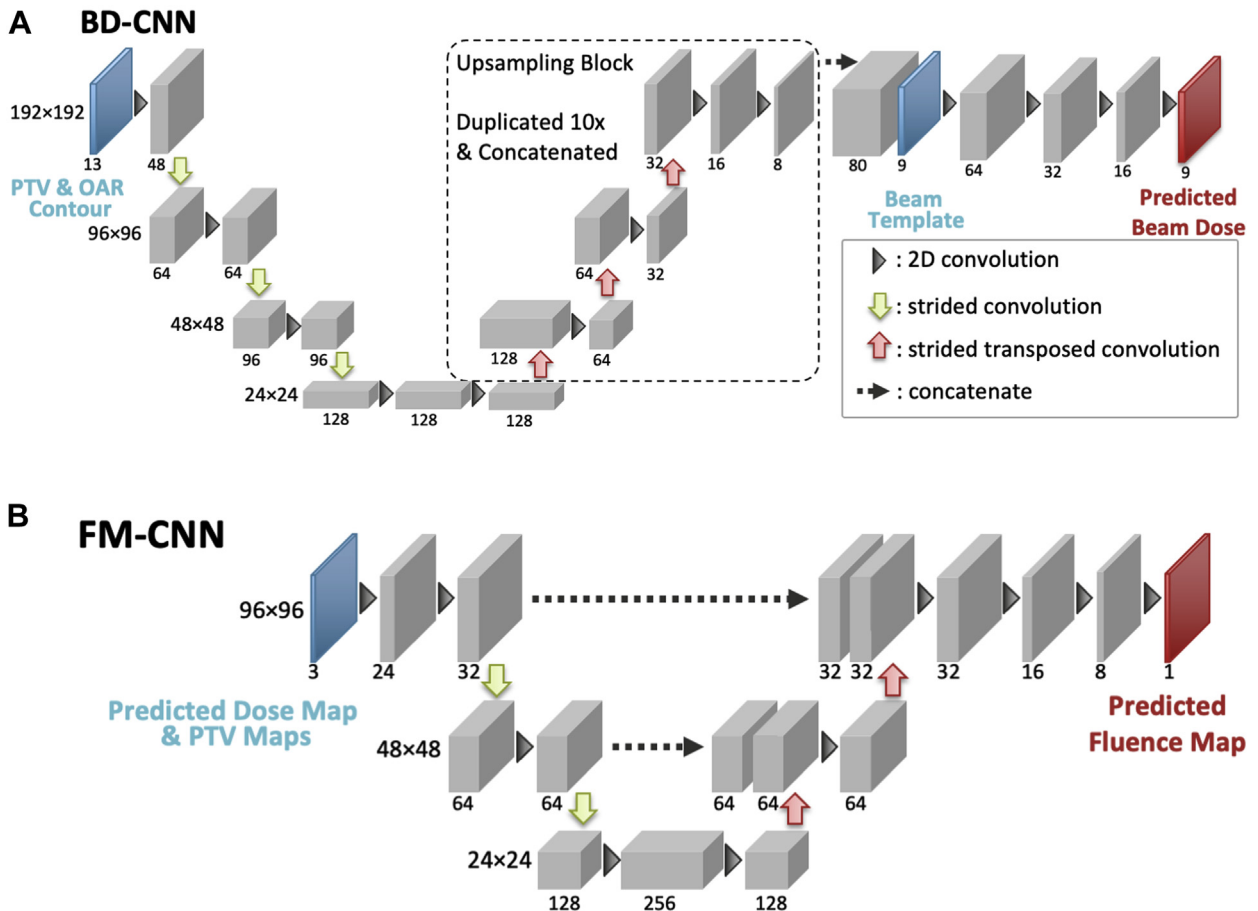 A
BD-CNN
192×192
13
48
PTV & OAR
Contour
96×96
64
64
48×48
96
96
24×24
128
128
128
Upsampling Block
Duplicated 10x
& Concatenated
128
64
64
32
32
16
8
80
9
Beam
Template
64
32
16
9
Predicted
Beam Dose
: 2D convolution
: strided convolution
: strided transposed convolution
: concatenate
B
FM-CNN
96×96
3
24
32
Predicted Dose Map
& PTV Maps
48×48
64
64
24×24
128
256
128
64
64
64
32
32
32
16
8
1
Predicted
Fluence Map